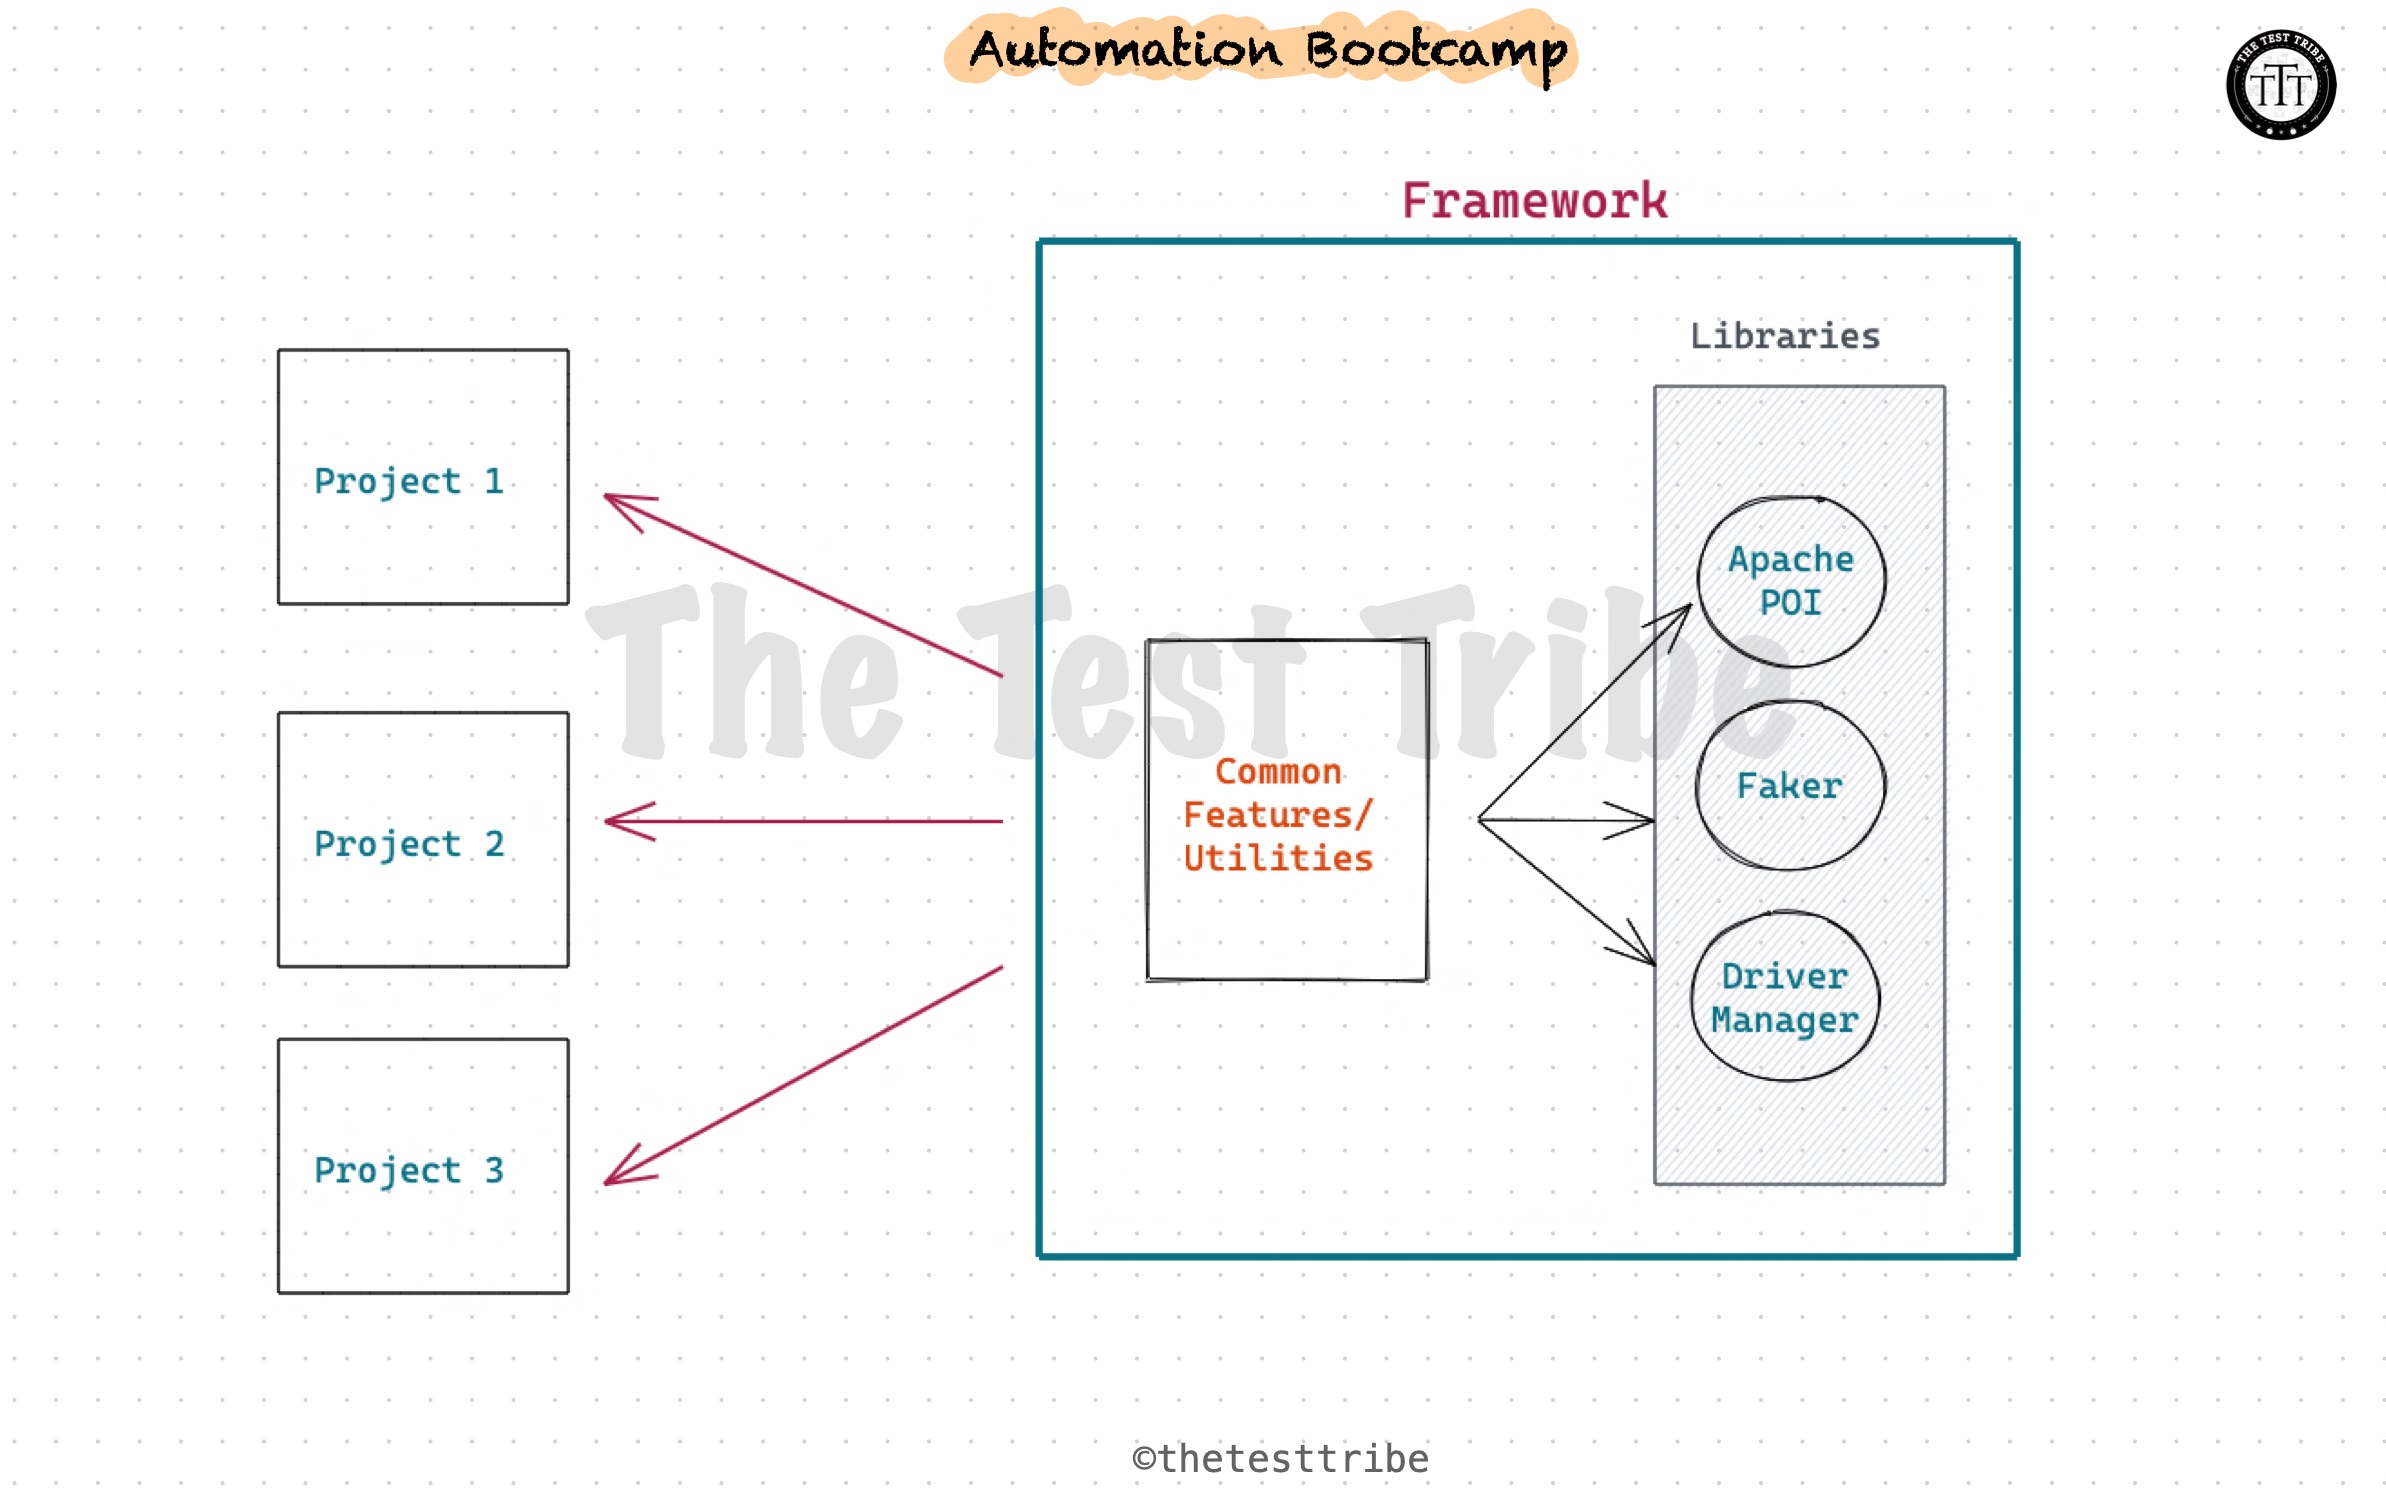 Automation Bootcamp
THE TEST TRIBE
TTT
Framework
Libraries
Project 1
Apache
POI
The Test Tribe
Common
Features/
Utilities
Faker
Project 2
Driver
Manager
Project 3
©thetesttribe